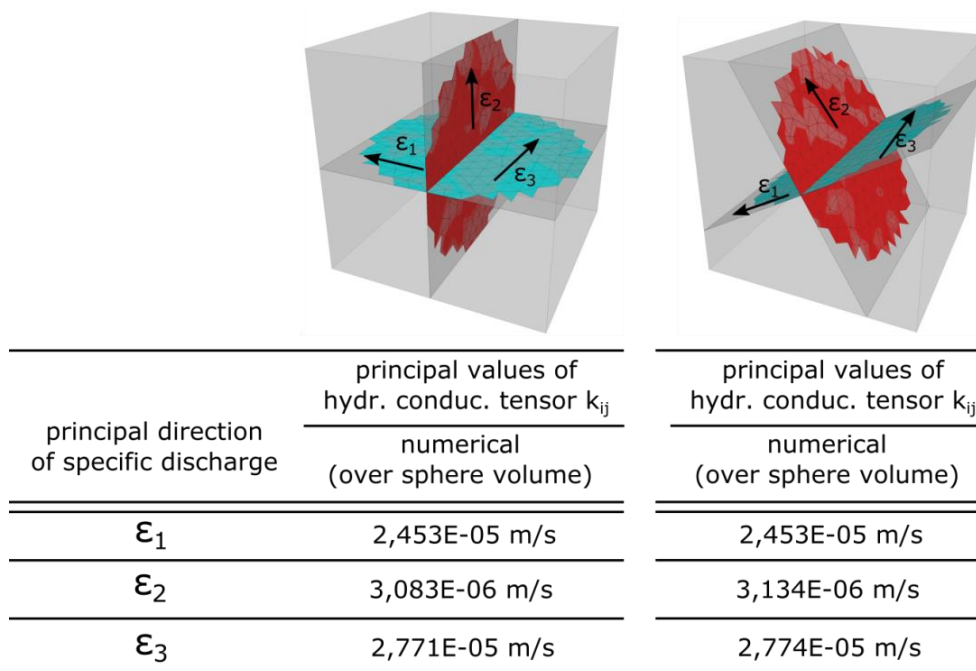 ε2
ε1
ε3
ε2
ε3
ε1
principal values of
hydr. conduc. tensor kij
principal values of
hydr. conduc. tensor kij
principal direction
of specific discharge
numerical
(over sphere volume)
numerical
(over sphere volume)
ε1 2,453E-05 m/s 2,453E-05 m/s
ε2 3,083E-06 m/s 3,134E-06 m/s
ε3 2,771E-05 m/s 2,774E-05 m/s